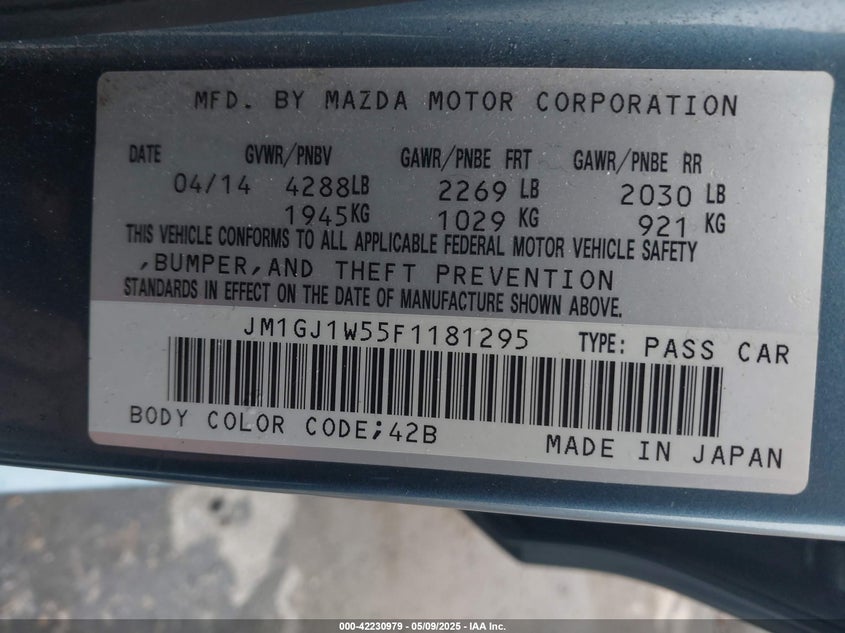 MFD. BY MAZDA MOTOR CORPORATION
DATE GVWR/PNBV GAWR/PNBE FRT GAWR/PNBE RR
04/14 4288LB 2269 LB 2030 LB
1945KG 1029 KG 921 KG
THIS VEHICLE CONFORMS TO ALL APPLICABLE FEDERAL MOTOR VEHICLE SAFETY
,BUMPER,AND THEFT PREVENTION
STANDARDS IN EFFECT ON THE DATE OF MANUFACTURE SHOWN ABOVE.
JM1GJ1W55F1181295 TYPE: PASS CAR
BODY COLOR CODE;42B MADE IN JAPAN
000-42230979 - 05/09/2025 - IAA Inc.